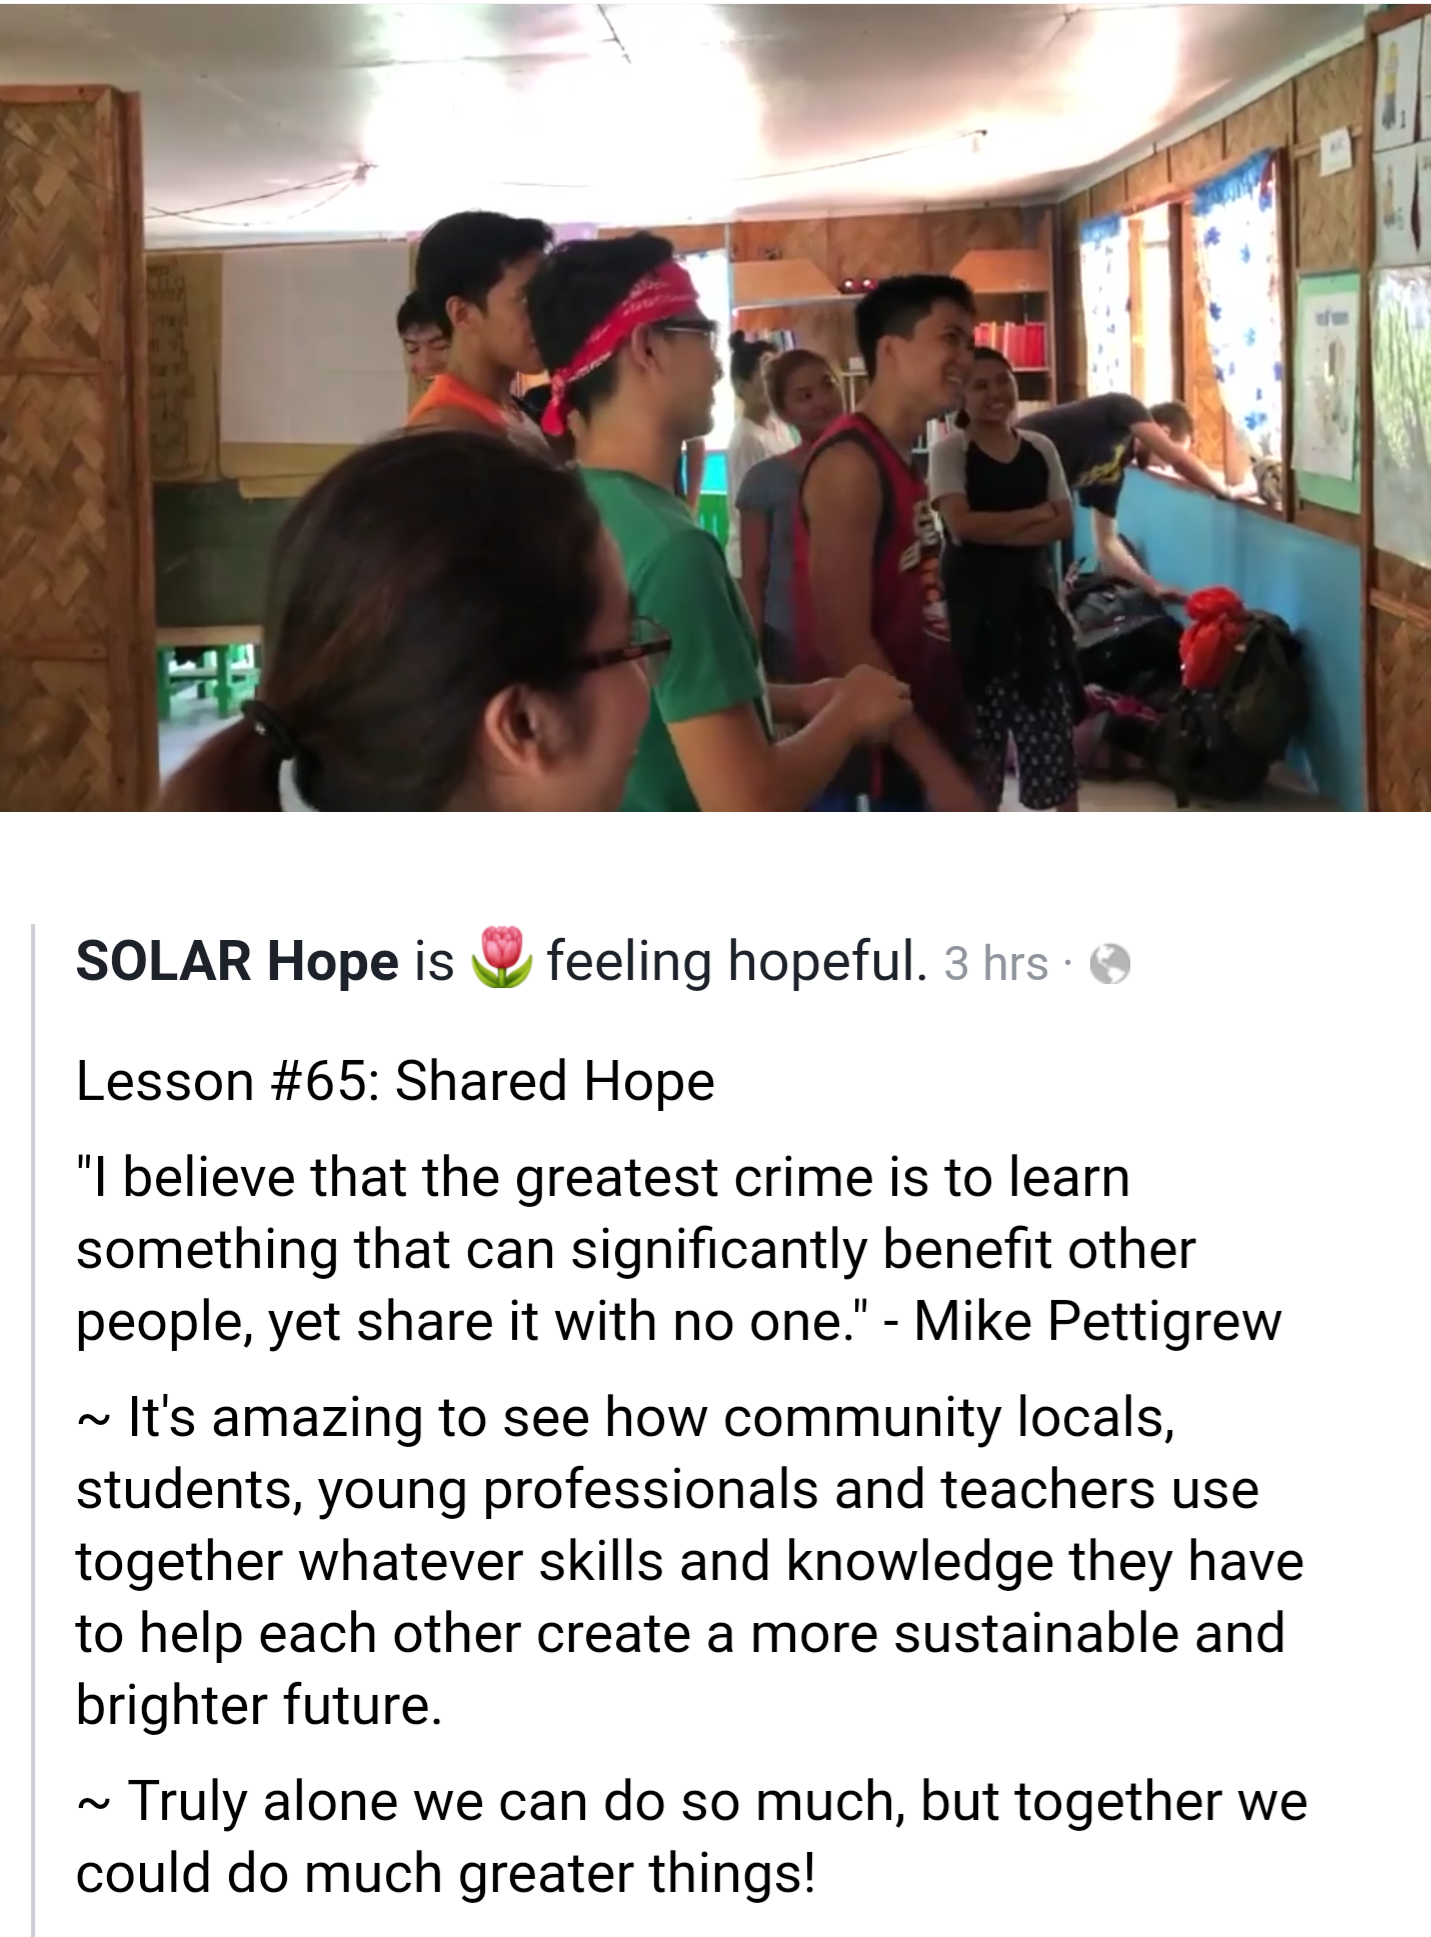 SOLAR Hope is 🌷 feeling hopeful. 3 hrs ·
Lesson #65: Shared Hope
"I believe that the greatest crime is to learn
something that can significantly benefit other
people, yet share it with no one." - Mike Pettigrew
~ It's amazing to see how community locals,
students, young professionals and teachers use
together whatever skills and knowledge they have
to help each other create a more sustainable and
brighter future.
~ Truly alone we can do so much, but together we
could do much greater things!